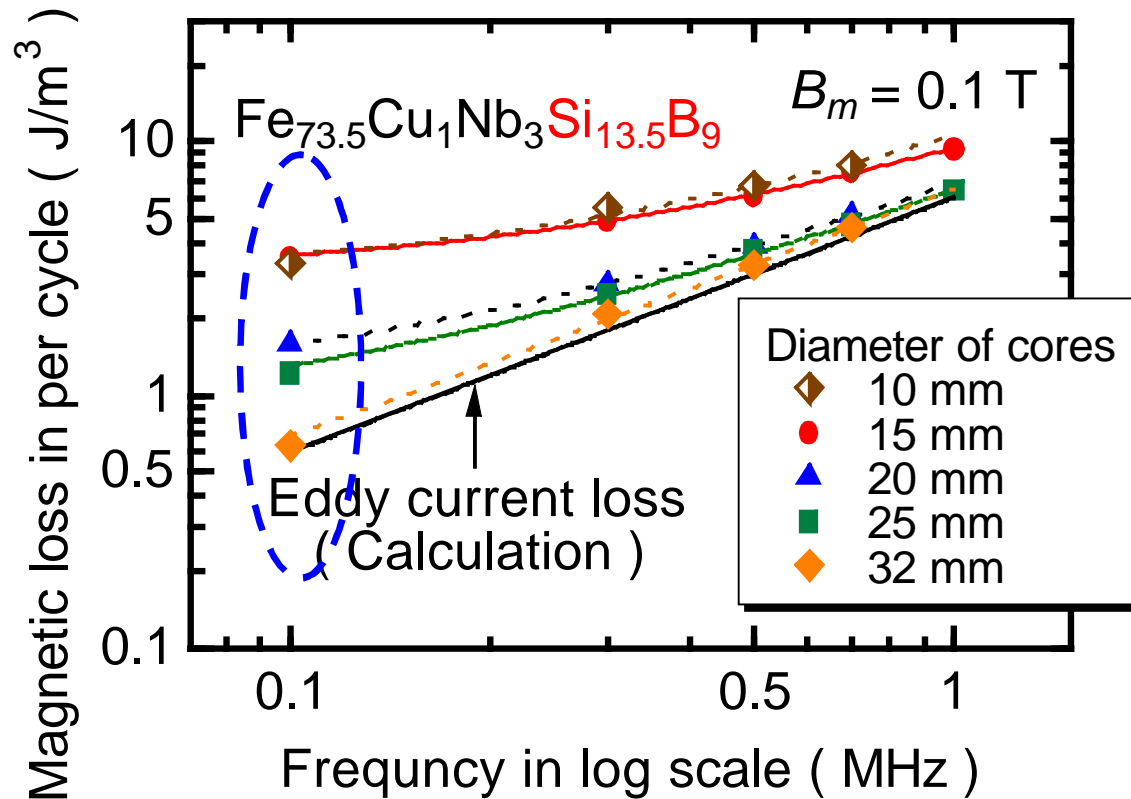 Magnetic loss in per cycle ( J/m³ )
10
5
1
0.5
0.1
Fe₇₃.₅Cu₁Nb₃Si₁₃.₅B₉
Bₘ = 0.1 T
Eddy current loss
( Calculation )
Diameter of cores
10 mm
15 mm
20 mm
25 mm
32 mm
0.1
0.5
1
Frequncy in log scale ( MHz )